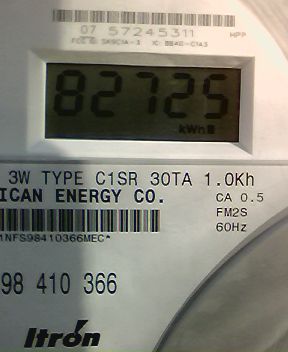 07 57245311
MPP
82725
kWh
3W TYPE C1SR 30TA 1.0Kh
ICAN ENERGY CO. CA 0.5
FM2S
60Hz
1NFS98410366MEC*
98 410 366
Itron